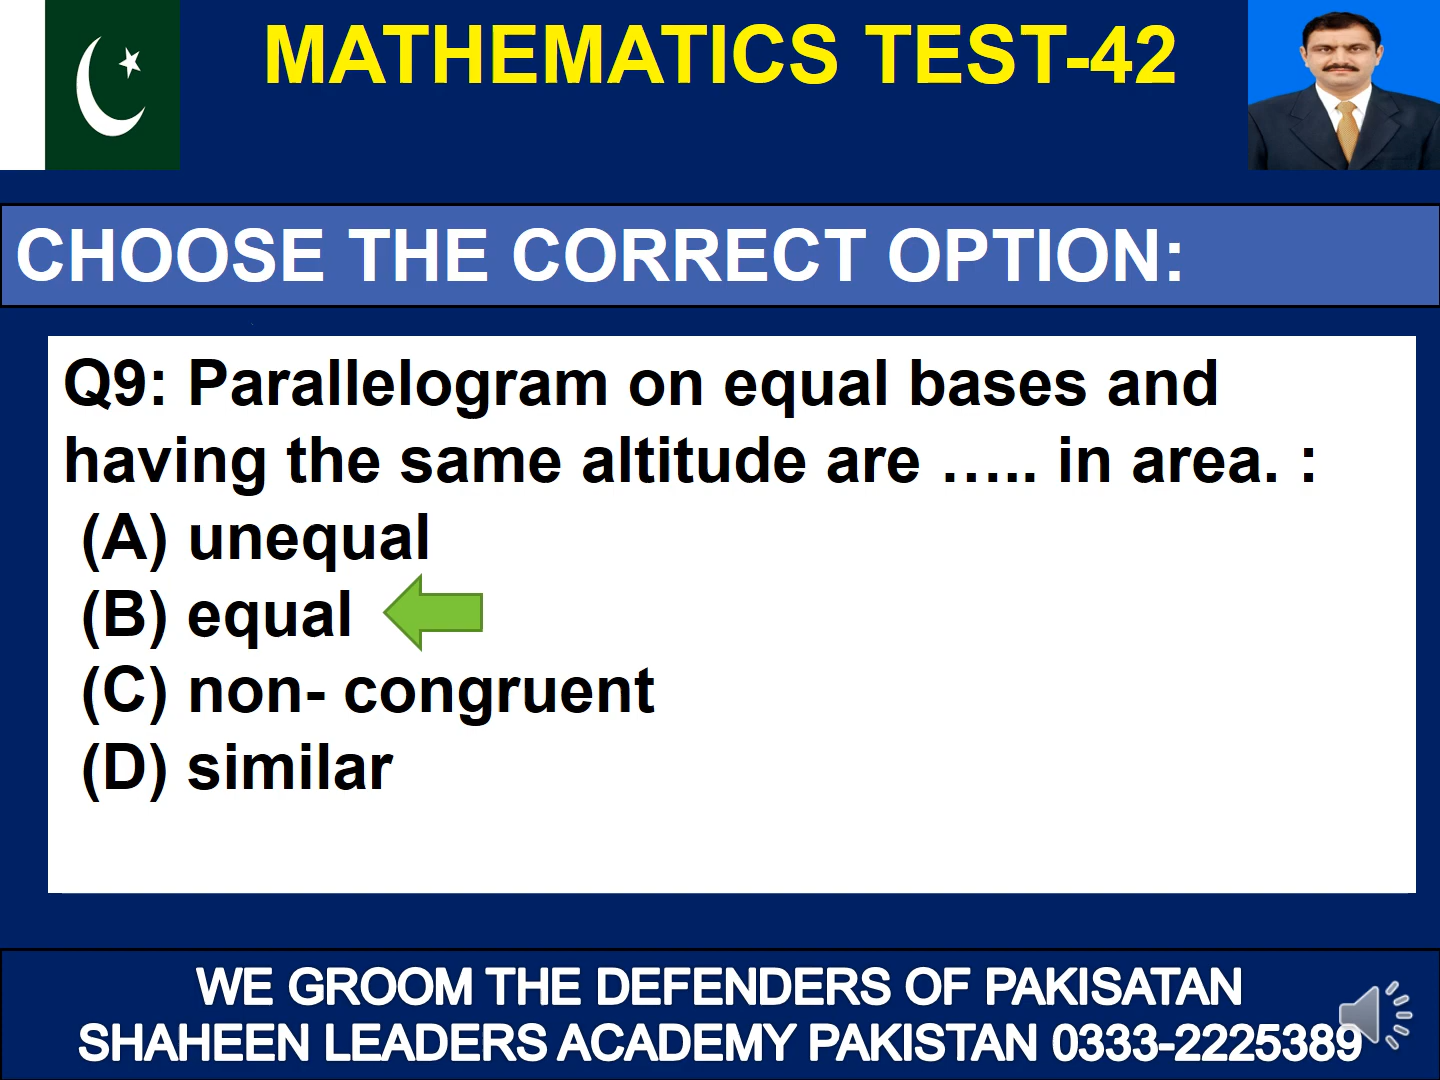 MATHEMATICS TEST-42
CHOOSE THE CORRECT OPTION:
Q9: Parallelogram on equal bases and
having the same altitude are ….. in area. :
(A) unequal
(B) equal
(C) non- congruent
(D) similar
WE GROOM THE DEFENDERS OF PAKISATAN
SHAHEEN LEADERS ACADEMY PAKISTAN 0333-2225389